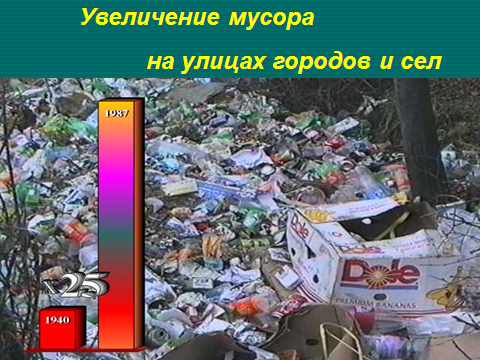 Увеличение мусора
на улицах городов и сел
1987
x25
1940
Dole
PREMIUM BANANAS